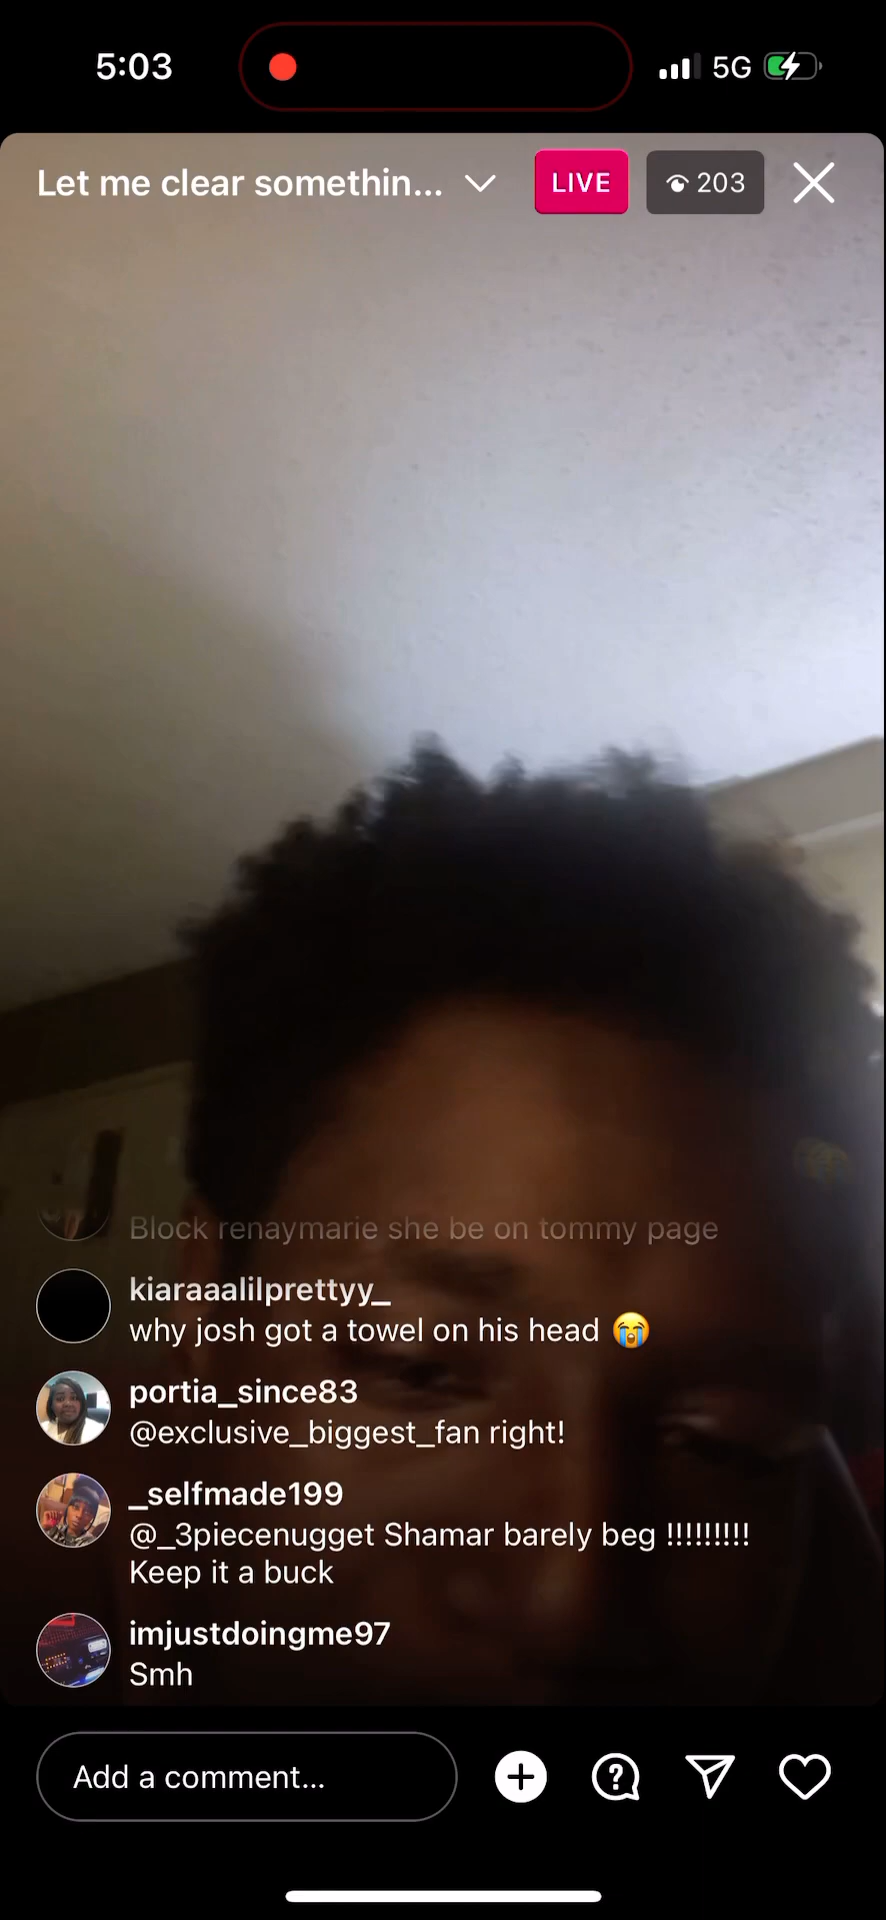 5:03
5G
Let me clear somethin...
LIVE
203
Block renaymarie she be on tommy page
kiaraaalilprettyy_
why josh got a towel on his head 😭
portia_since83
@exclusive_biggest_fan right!
_selfmade199
@_3piecenugget Shamar barely beg !!!!!!!!!
Keep it a buck
imjustdoingme97
Smh
Add a comment...